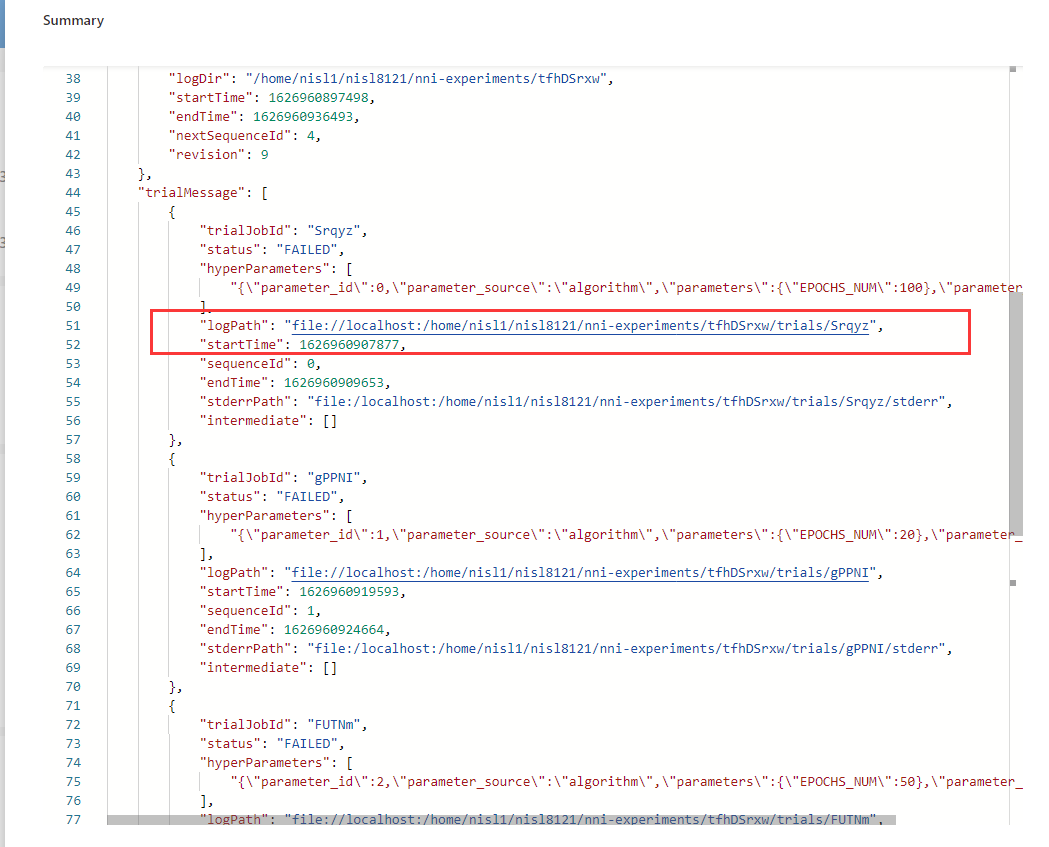 Summary
38 "logDir": "/home/nisl1/nisl8121/nni-experiments/tfhDSrxw",
39 "startTime": 1626960897498,
40 "endTime": 1626960936493,
41 "nextSequenceId": 4,
42 "revision": 9
43 },
44 "trialMessage": [
45 {
46 "trialJobId": "Srqyz",
47 "status": "FAILED",
48 "hyperParameters": [
49 "{\"parameter_id\":0,\"parameter_source\":\"algorithm\",\"parameters\":{\"EPOCHS_NUM\":100},\"parameter
50 ],
51 "logPath": "file://localhost:/home/nisl1/nisl8121/nni-experiments/tfhDSrxw/trials/Srqyz",
52 "startTime": 1626960907877,
53 "sequenceId": 0,
54 "endTime": 1626960909653,
55 "stderrPath": "file:/localhost:/home/nisl1/nisl8121/nni-experiments/tfhDSrxw/trials/Srqyz/stderr",
56 "intermediate": []
57 },
58 {
59 "trialJobId": "gPPNI",
60 "status": "FAILED",
61 "hyperParameters": [
62 "{\"parameter_id\":1,\"parameter_source\":\"algorithm\",\"parameters\":{\"EPOCHS_NUM\":20},\"parameter_
63 ],
64 "logPath": "file://localhost:/home/nisl1/nisl8121/nni-experiments/tfhDSrxw/trials/gPPNI",
65 "startTime": 1626960919593,
66 "sequenceId": 1,
67 "endTime": 1626960924664,
68 "stderrPath": "file:/localhost:/home/nisl1/nisl8121/nni-experiments/tfhDSrxw/trials/gPPNI/stderr",
69 "intermediate": []
70 },
71 {
72 "trialJobId": "FUTNm",
73 "status": "FAILED",
74 "hyperParameters": [
75 "{\"parameter_id\":2,\"parameter_source\":\"algorithm\",\"parameters\":{\"EPOCHS_NUM\":50},\"parameter_
76 ],
77 "logPath": "file://localhost:/home/nisl1/nisl8121/nni-experiments/tfhDSrxw/trials/FUTNm",